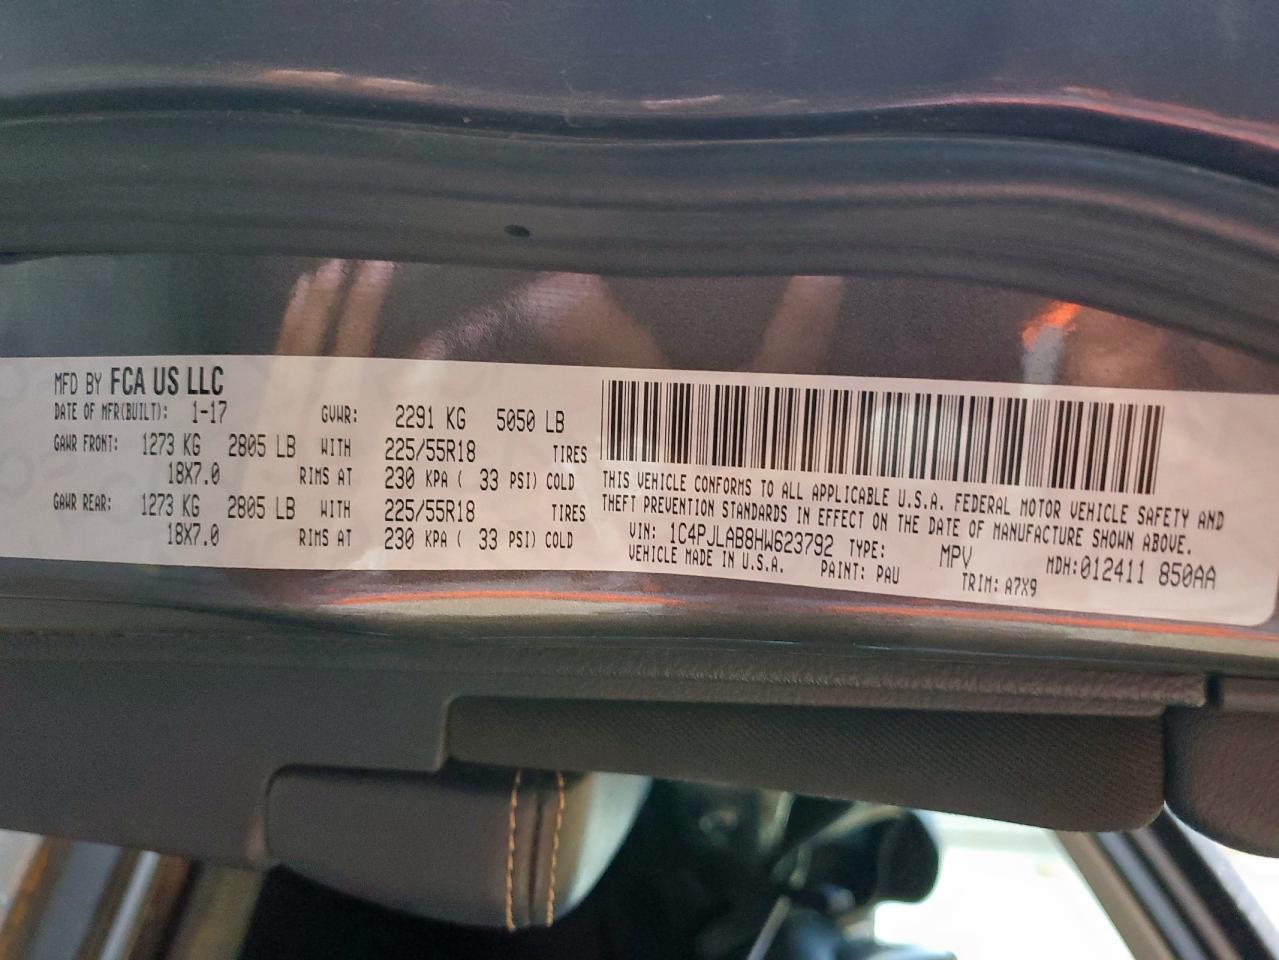 MFD BY FCA US LLC
DATE OF MFR(BUILT): 1-17 GVWR: 2291 KG 5050 LB
GAWR FRONT: 1273 KG 2805 LB WITH 225/55R18 TIRES
18X7.0 RIMS AT 230 KPA ( 33 PSI) COLD
GAWR REAR: 1273 KG 2805 LB WITH 225/55R18 TIRES
18X7.0 RIMS AT 230 KPA ( 33 PSI) COLD
THIS VEHICLE CONFORMS TO ALL APPLICABLE U.S.A. FEDERAL MOTOR VEHICLE SAFETY AND
THEFT PREVENTION STANDARDS IN EFFECT ON THE DATE OF MANUFACTURE SHOWN ABOVE.
VIN: 1C4PJLAB8HW623792 TYPE: MPV MDH:012411 850AA
VEHICLE MADE IN U.S.A. PAINT: PAU TRIM: A7X9